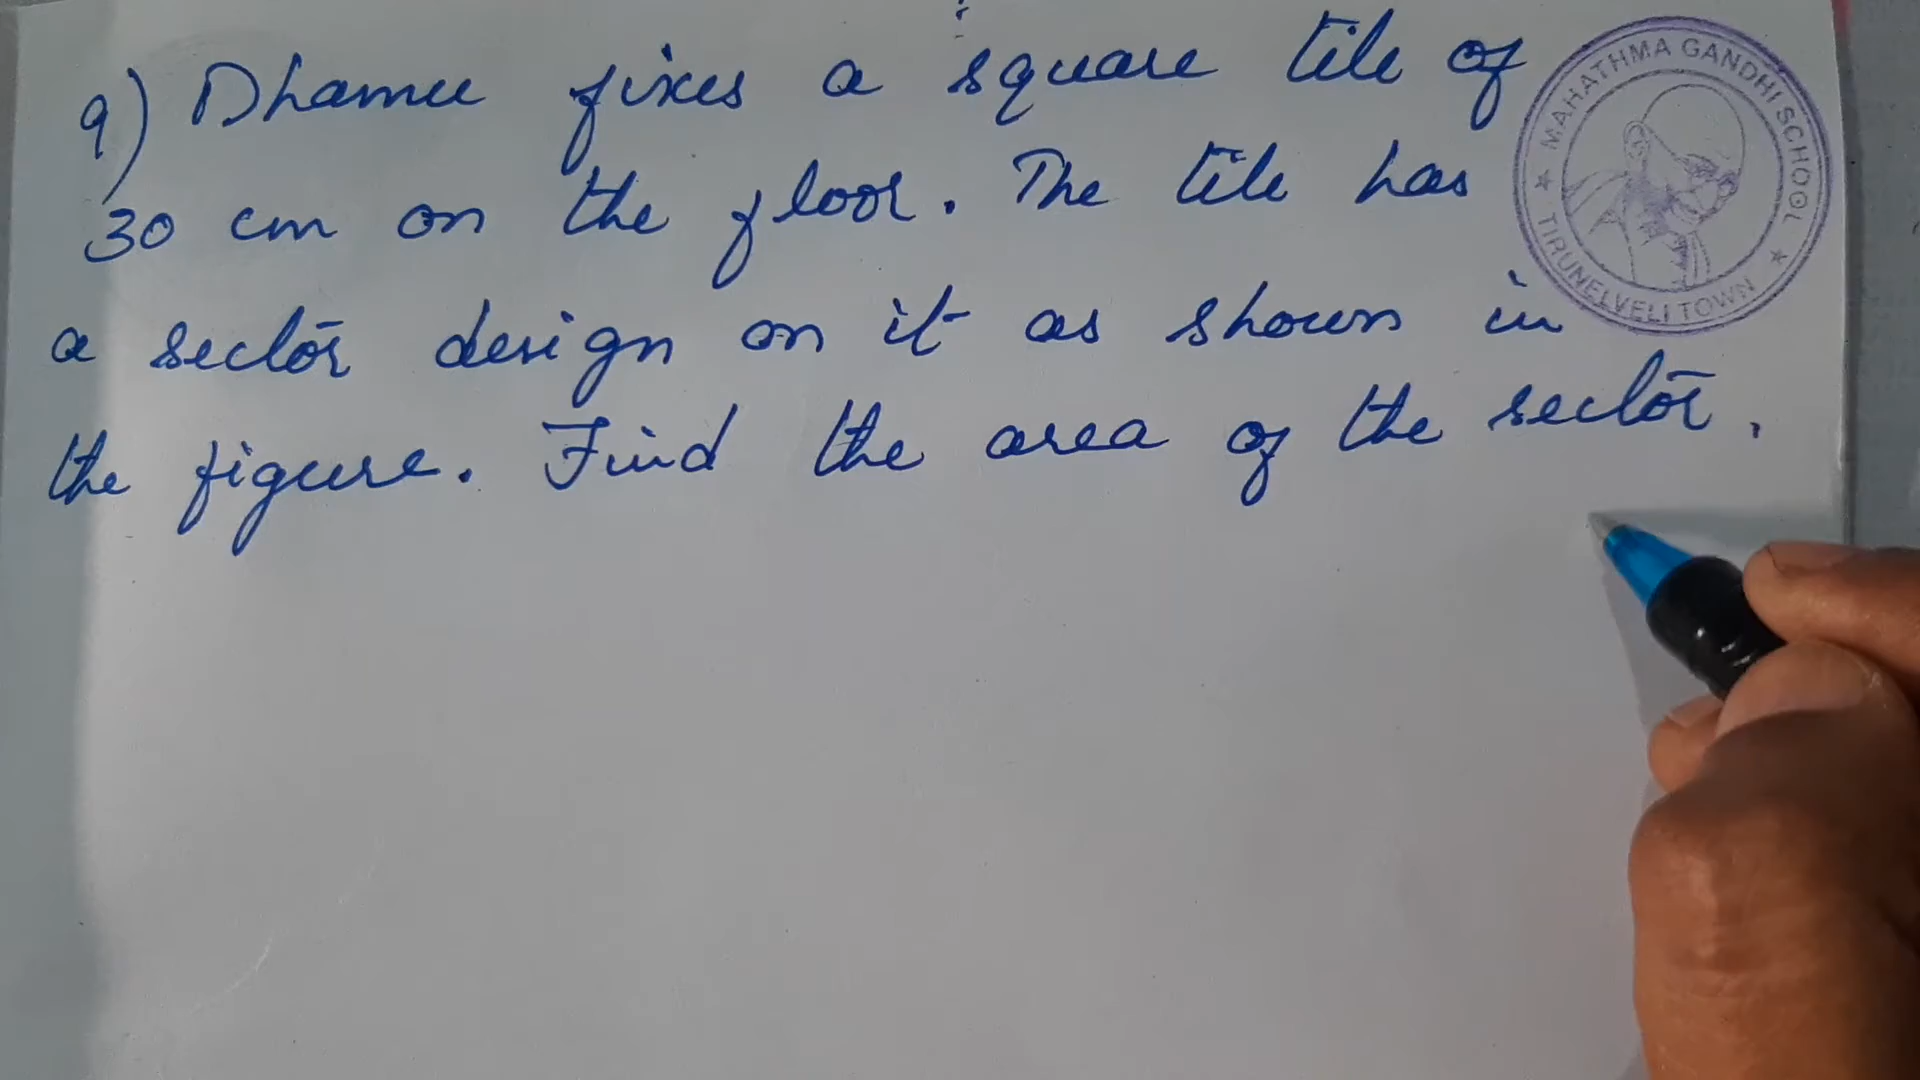 9) Dhamu fixes a square tile of
30 cm on the floor. The tile has
a sector design on it as shown in
the figure. Find the area of the sector.
MAHATHMA GANDHI SCHOOL
★ TIRUNELVELI TOWN ★